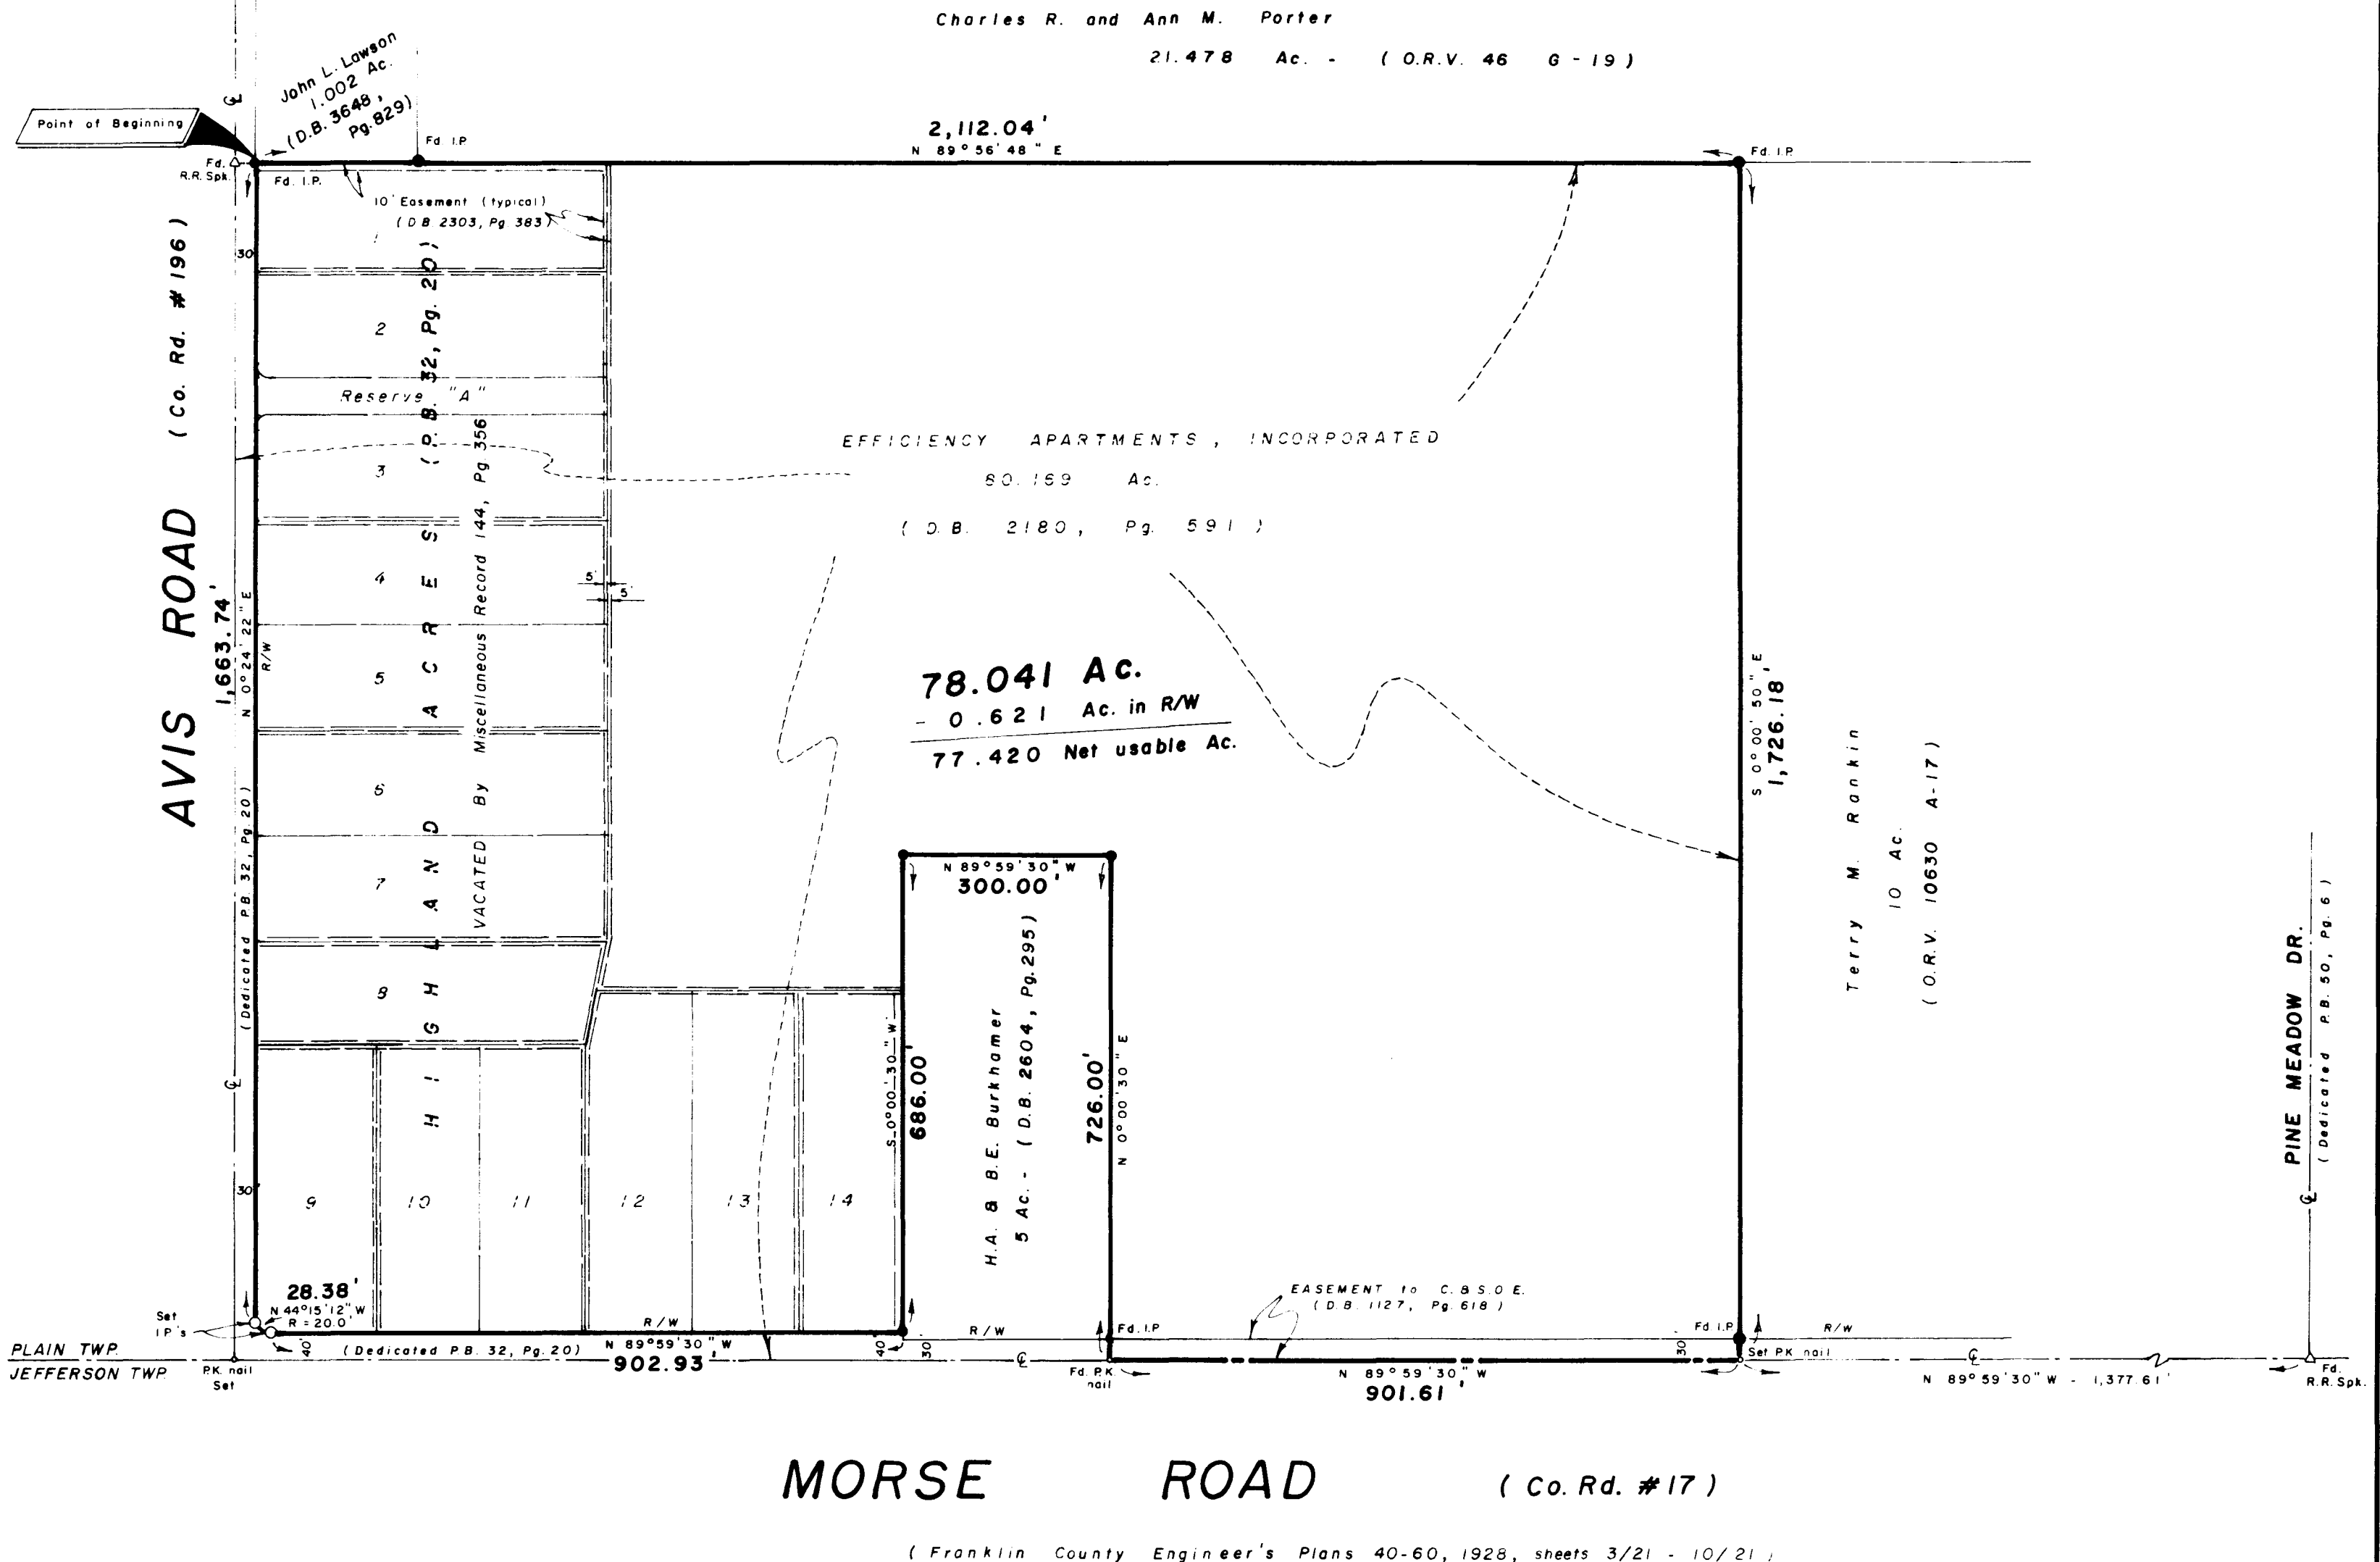 Charles R. and Ann M. Porter
21.478 Ac. - ( O.R.V. 46 G - 19 )
John L. Lawson
1.002 Ac.
(D.B. 3648,
Pg. 829)
Point of Beginning
Fd. I.P.
2,112.04'
N 89° 56' 48" E
Fd. I.P.
Fd.
R.R. Spk.
Fd. I.P.
10' Easement (typical)
( D.B. 2303, Pg. 383)
1
30'
2
Reserve "A"
3
4
5'
5'
5
6
7
8
AVIS ROAD (Co. Rd. #196)
1,663.74'
N 0° 24' 22" E
R/W
(Dedicated P.B. 32, Pg. 20)
HIGHLAND ACRES (P.B. 32, Pg. 20)
VACATED By Miscellaneous Record 144, Pg. 356
EFFICIENCY APARTMENTS, INCORPORATED
80.169 Ac.
( D.B. 2180, Pg. 591 )
78.041 Ac.
- 0.621 Ac. in R/W
77.420 Net usable Ac.
S 0° 00' 50" E
1,726.18'
Terry M. Rankin
10 Ac.
( O.R.V. 10630 A-17 )
PINE MEADOW DR.
( Dedicated P.B. 50, Pg. 6 )
N 89° 59' 30" W
300.00'
S 0° 00' 30" W
686.00'
H.A. & B.E. Burkhamer
5 Ac. - ( D.B. 2604, Pg. 295)
726.00'
N 0° 00' 30" E
30'
9
10
11
12
13
14
28.38'
N 44° 15' 12" W
R = 20.0'
Set
I.P.'s
EASEMENT to C. & S. O. E.
( D.B. 1127, Pg. 618 )
R/W
R/W
Fd. I.P.
Fd. I.P.
R/W
PLAIN TWP.
JEFFERSON TWP.
P.K. nail
Set
40'
(Dedicated P.B. 32, Pg. 20)
N 89° 59' 30" W
902.93'
40'
30'
Fd. P.K.
nail
N 89° 59' 30" W
901.61'
30'
Set P.K. nail
N 89° 59' 30" W - 1,377.61'
Fd.
R.R. Spk.
MORSE ROAD ( Co. Rd. #17 )
( Franklin County Engineer's Plans 40-60, 1928, sheets 3/21 - 10/21 )